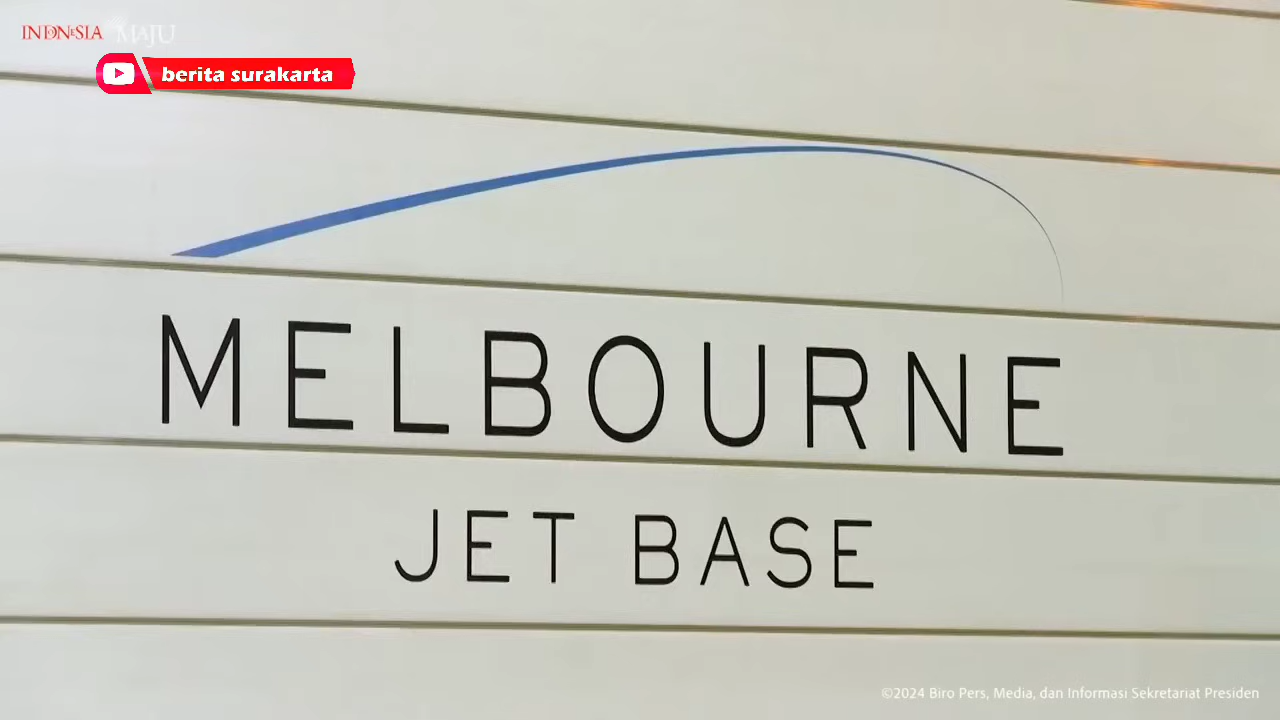 INDONESIA MAJU
berita surakarta
MELBOURNE
JET BASE
©2024 Biro Pers, Media, dan Informasi Sekretariat Presiden